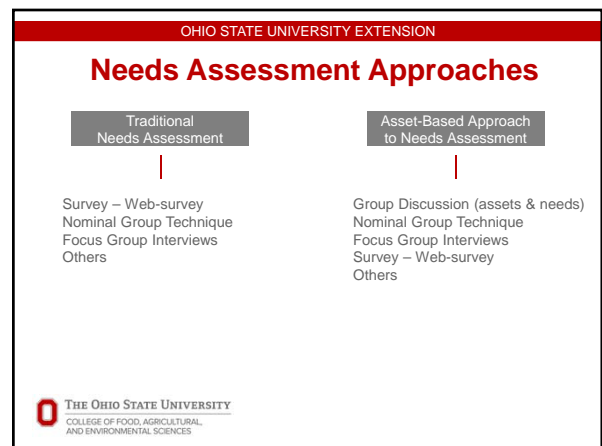 OHIO STATE UNIVERSITY EXTENSION
Needs Assessment Approaches
Traditional
Needs Assessment
Survey – Web-survey
Nominal Group Technique
Focus Group Interviews
Others
Asset-Based Approach
to Needs Assessment
Group Discussion (assets & needs)
Nominal Group Technique
Focus Group Interviews
Survey – Web-survey
Others
THE OHIO STATE UNIVERSITY
COLLEGE OF FOOD, AGRICULTURAL,
AND ENVIRONMENTAL SCIENCES